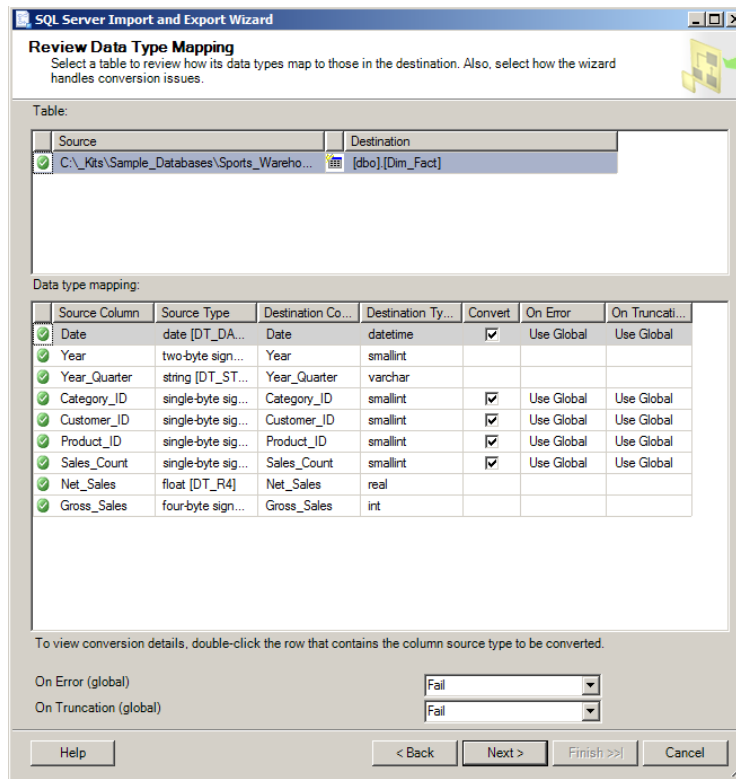 SQL Server Import and Export Wizard
Review Data Type Mapping
Select a table to review how its data types map to those in the destination. Also, select how the wizard
handles conversion issues.
Table:
Source Destination
C:\_Kits\Sample_Databases\Sports_Wareho... [dbo].[Dim_Fact]
Data type mapping:
Source Column Source Type Destination Co... Destination Ty... Convert On Error On Truncati...
Date date [DT_DA... Date datetime Use Global Use Global
Year two-byte sign... Year smallint
Year_Quarter string [DT_ST... Year_Quarter varchar
Category_ID single-byte sig... Category_ID smallint Use Global Use Global
Customer_ID single-byte sig... Customer_ID smallint Use Global Use Global
Product_ID single-byte sig... Product_ID smallint Use Global Use Global
Sales_Count single-byte sig... Sales_Count smallint Use Global Use Global
Net_Sales float [DT_R4] Net_Sales real
Gross_Sales four-byte sign... Gross_Sales int
To view conversion details, double-click the row that contains the column source type to be converted.
On Error (global) Fail
On Truncation (global) Fail
Help < Back Next > Finish >>| Cancel